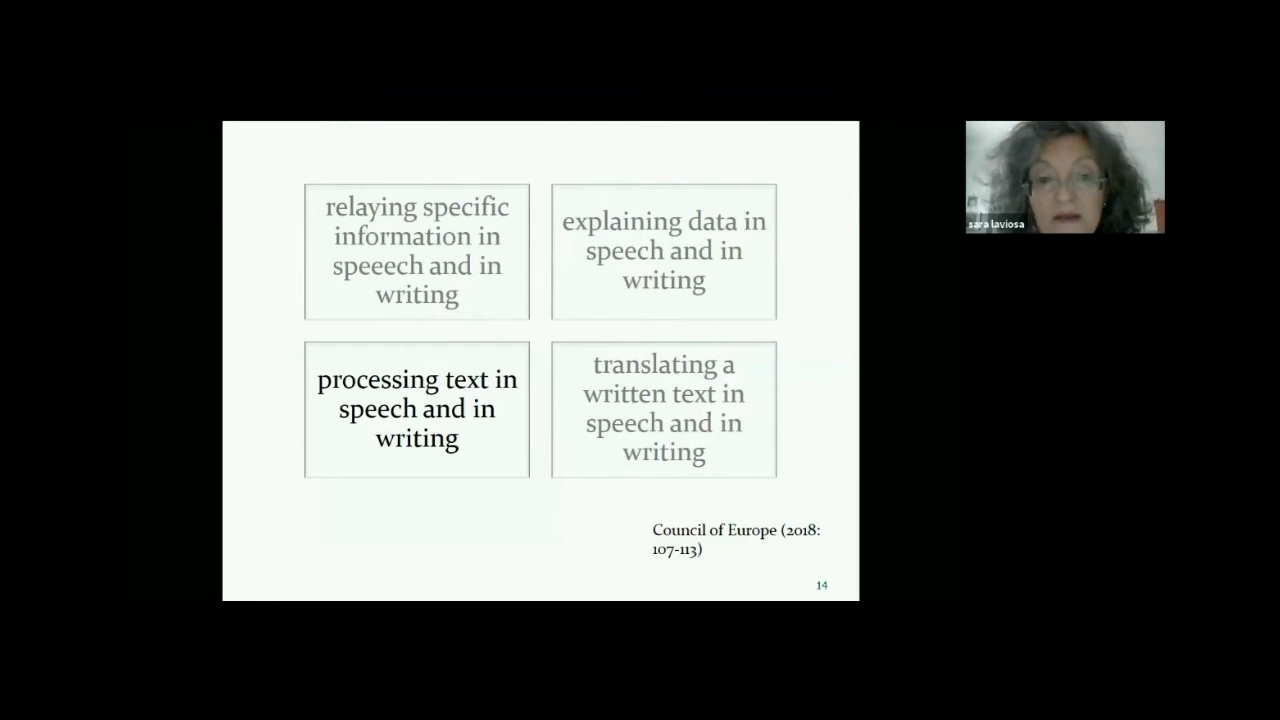 relaying specific
information in
speeech and in
writing
explaining data in
speech and in
writing
processing text in
speech and in
writing
translating a
written text in
speech and in
writing
Council of Europe (2018:
107-113)
14
sara laviosa